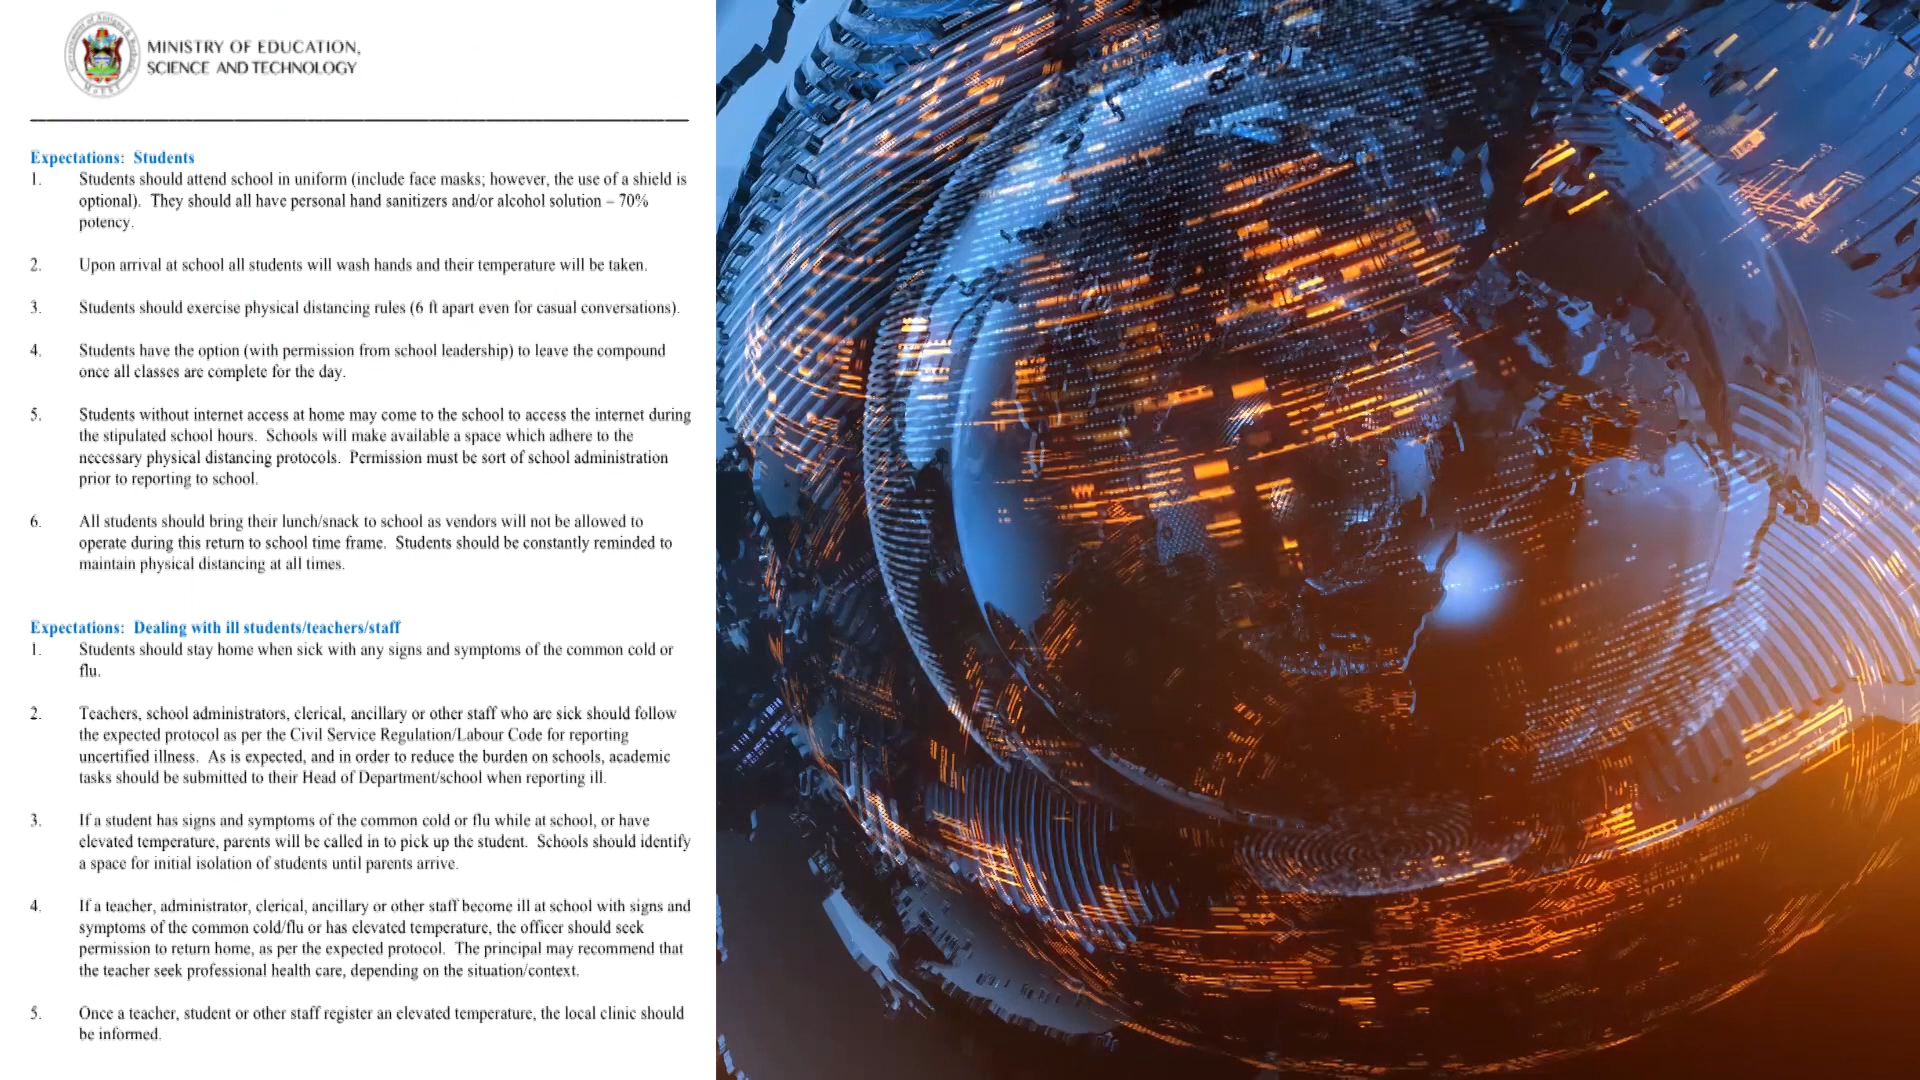 MINISTRY OF EDUCATION,
SCIENCE AND TECHNOLOGY
Expectations: Students
1. Students should attend school in uniform (include face masks; however, the use of a shield is
optional). They should all have personal hand sanitizers and/or alcohol solution – 70%
potency.
2. Upon arrival at school all students will wash hands and their temperature will be taken.
3. Students should exercise physical distancing rules (6 ft apart even for casual conversations).
4. Students have the option (with permission from school leadership) to leave the compound
once all classes are complete for the day.
5. Students without internet access at home may come to the school to access the internet during
the stipulated school hours. Schools will make available a space which adhere to the
necessary physical distancing protocols. Permission must be sort of school administration
prior to reporting to school.
6. All students should bring their lunch/snack to school as vendors will not be allowed to
operate during this return to school time frame. Students should be constantly reminded to
maintain physical distancing at all times.
Expectations: Dealing with ill students/teachers/staff
1. Students should stay home when sick with any signs and symptoms of the common cold or
flu.
2. Teachers, school administrators, clerical, ancillary or other staff who are sick should follow
the expected protocol as per the Civil Service Regulation/Labour Code for reporting
uncertified illness. As is expected, and in order to reduce the burden on schools, academic
tasks should be submitted to their Head of Department/school when reporting ill.
3. If a student has signs and symptoms of the common cold or flu while at school, or have
elevated temperature, parents will be called in to pick up the student. Schools should identify
a space for initial isolation of students until parents arrive.
4. If a teacher, administrator, clerical, ancillary or other staff become ill at school with signs and
symptoms of the common cold/flu or has elevated temperature, the officer should seek
permission to return home, as per the expected protocol. The principal may recommend that
the teacher seek professional health care, depending on the situation/context.
5. Once a teacher, student or other staff register an elevated temperature, the local clinic should
be informed.